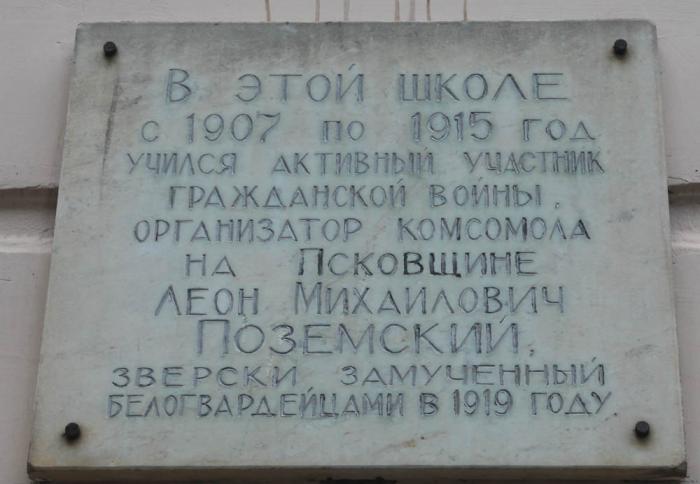 В ЭТОЙ ШКОЛЕ
С 1907 ПО 1915 ГОД
УЧИЛСЯ АКТИВНЫЙ УЧАСТНИК
ГРАЖДАНСКОЙ ВОЙНЫ,
ОРГАНИЗАТОР КОМСОМОЛА
НА ПСКОВЩИНЕ
ЛЕОН МИХАЙЛОВИЧ
ПОЗЕМСКИЙ,
ЗВЕРСКИ ЗАМУЧЕННЫЙ
БЕЛОГВАРДЕЙЦАМИ В 1919 ГОДУ.